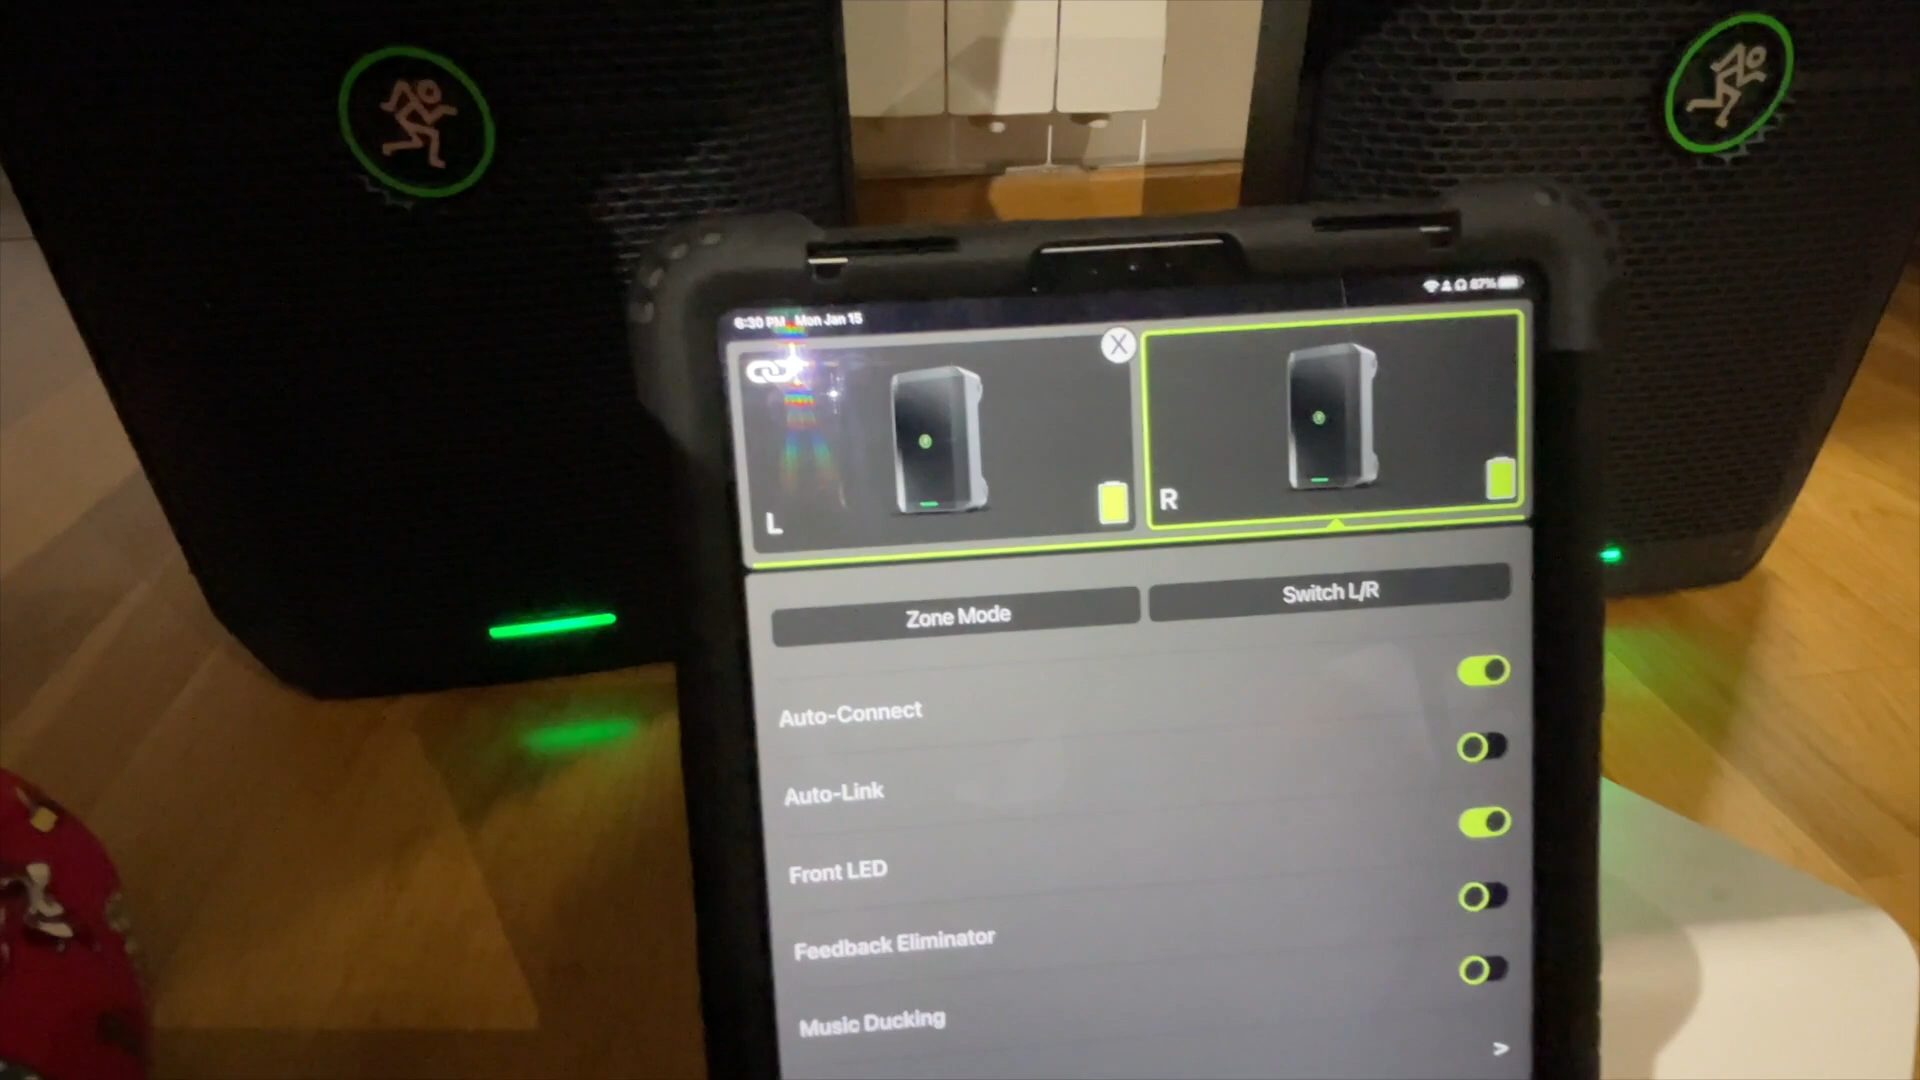 6:30 PM Mon Jan 15
87%
X
L
R
Zone Mode
Switch L/R
Auto-Connect
Auto-Link
Front LED
Feedback Eliminator
Music Ducking
>